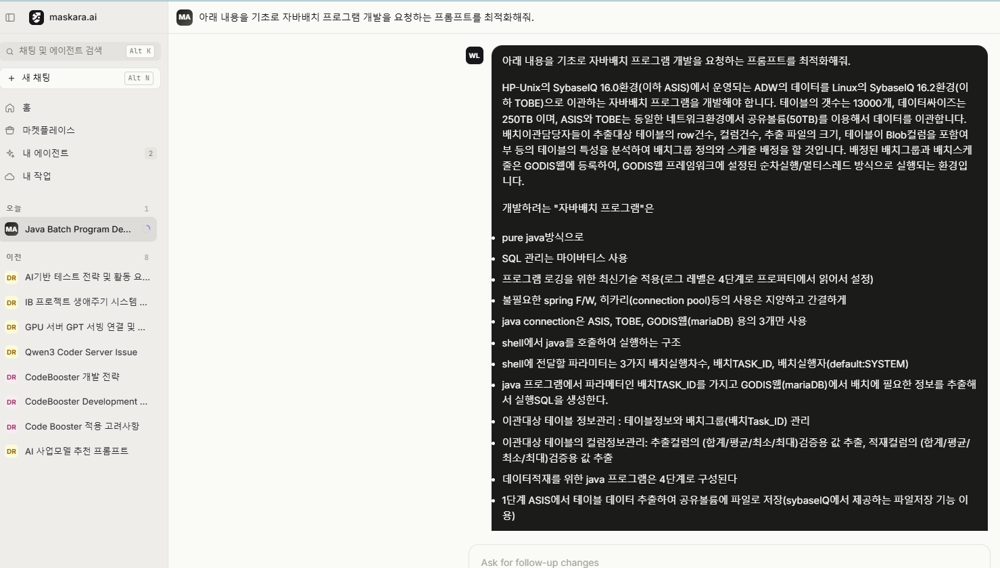 maskara.ai
채팅 및 에이전트 검색 Alt K
+ 새 채팅 Alt N
홈
마켓플레이스
내 에이전트 2
내 작업
오늘 1
MA Java Batch Program De...
이전 8
DR AI기반 테스트 전략 및 활동 요...
DR IB 프로젝트 생애주기 시스템 ...
DR GPU 서버 GPT 서빙 연결 및 ...
DR Qwen3 Coder Server Issue
DR CodeBooster 개발 전략
DR CodeBooster Development ...
DR Code Booster 적용 고려사항
DR AI 사업모델 추천 프롬프트
MA 아래 내용을 기초로 자바배치 프로그램 개발을 요청하는 프롬프트를 최적화해줘.
WL
아래 내용을 기초로 자바배치 프로그램 개발을 요청하는 프롬프트를 최적화해줘.
HP-Unix의 SybaseIQ 16.0환경(이하 ASIS)에서 운영되는 ADW의 데이터를 Linux의 SybaseIQ 16.2환경(이
하 TOBE)으로 이관하는 자바배치 프로그램을 개발해야 합니다. 테이블의 갯수는 13000개, 데이터싸이즈는
250TB 이며, ASIS와 TOBE는 동일한 네트워크환경에서 공유볼륨(50TB)를 이용해서 데이터를 이관합니다.
배치이관담당자들이 추출대상 테이블의 row건수, 컬럼건수, 추출 파일의 크기, 테이블이 Blob컬럼을 포함여
부 등의 테이블의 특성을 분석하여 배치그룹 정의와 스케줄 배정을 할 것입니다. 배정된 배치그룹과 배치스케
줄은 GODIS웹에 등록하여, GODIS웹 프레임워크에 설정된 순차실행/멀티스레드 방식으로 실행되는 환경입
니다.
개발하려는 "자바배치 프로그램"은
• pure java방식으로
• SQL 관리는 마이바티스 사용
• 프로그램 로깅을 위한 최신기술 적용(로그 레벨은 4단계로 프로퍼티에서 읽어서 설정)
• 불필요한 spring F/W, 히카리(connection pool)등의 사용은 지양하고 간결하게
• java connection은 ASIS, TOBE, GODIS웹(mariaDB) 용의 3개만 사용
• shell에서 java를 호출하여 실행하는 구조
• shell에 전달할 파라미터는 3가지 배치실행차수, 배치TASK_ID, 배치실행자(default:SYSTEM)
• java 프로그램에서 파라메터인 배치TASK_ID를 가지고 GODIS웹(mariaDB)에서 배치에 필요한 정보를 추출해
서 실행SQL을 생성한다.
• 이관대상 테이블 정보관리 : 테이블정보와 배치그룹(배치Task_ID) 관리
• 이관대상 테이블의 컬럼정보관리: 추출컬럼의 (합계/평균/최소/최대)검증용 값 추출, 적재컬럼의 (합계/평균/
최소/최대)검증용 값 추출
• 데이터적재를 위한 java 프로그램은 4단계로 구성된다
• 1단계 ASIS에서 테이블 데이터 추출하여 공유볼륨에 파일로 저장(sybaseIQ에서 제공하는 파일저장 기능 이
용)
Ask for follow-up changes